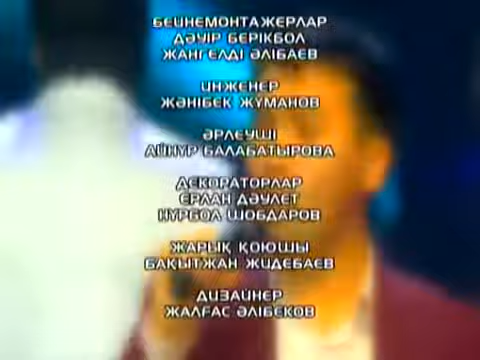 БЕЙНЕМОНТАЖЕРЛАР
ДӘУІР БЕРІКБОЛ
ЖАНГЕЛДІ ӘЛІБАЕВ
ИНЖЕНЕР
ЖӘНІБЕК ЖҰМАНОВ
ӘРЛЕУШІ
АЙНҰР БАЛАБАТЫРОВА
ДЕКОРАТОРЛАР
ЕРЛАН ДӘУЛЕТ
НҰРБОЛ ШОБДАРОВ
ЖАРЫҚ ҚОЮШЫ
БАҚЫТЖАН ЖИДЕБАЕВ
ДИЗАЙНЕР
ЖАЛҒАС ӘЛІБЕКОВ